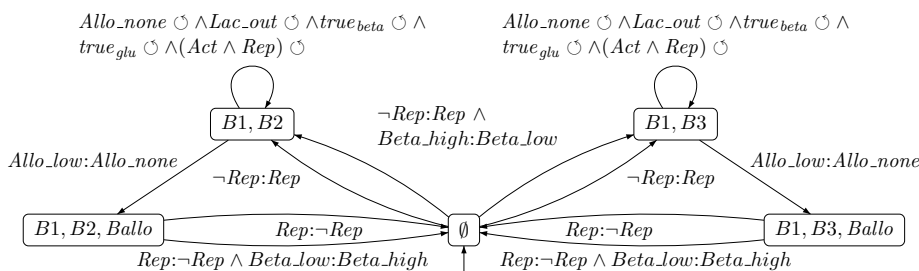 Allo_none ↺ ∧Lac_out ↺ ∧true_beta ↺ ∧
true_glu ↺ ∧(Act ∧ Rep) ↺
Allo_none ↺ ∧Lac_out ↺ ∧true_beta ↺ ∧
true_glu ↺ ∧(Act ∧ Rep) ↺
B1, B2
¬Rep:Rep ∧
Beta_high:Beta_low
B1, B3
Allo_low:Allo_none
¬Rep:Rep
¬Rep:Rep
Allo_low:Allo_none
B1, B2, Ballo
Rep:¬Rep
∅
Rep:¬Rep
B1, B3, Ballo
Rep:¬Rep ∧ Beta_low:Beta_high
Rep:¬Rep ∧ Beta_low:Beta_high